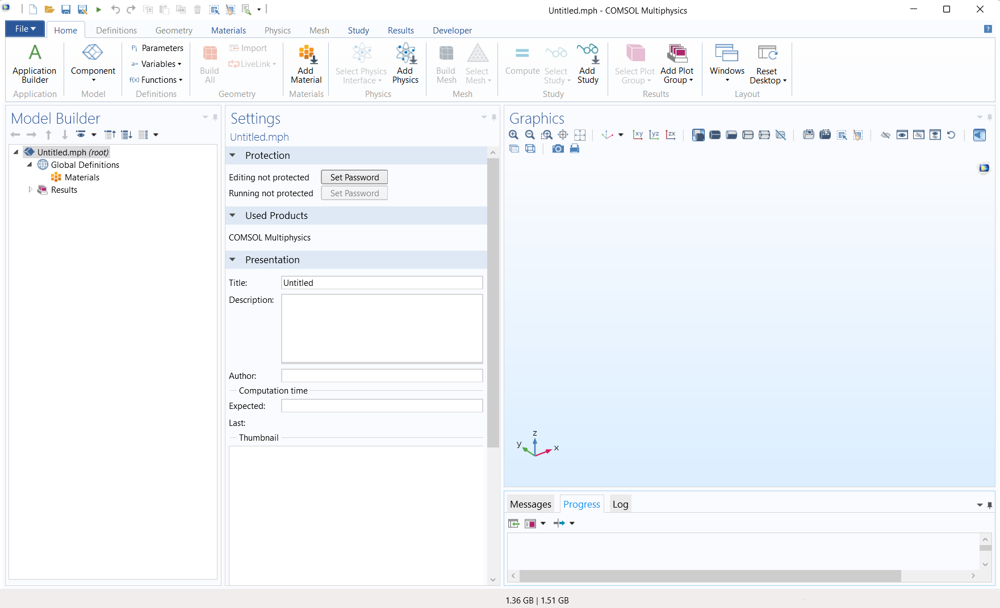 Untitled.mph - COMSOL Multiphysics
File Home Definitions Geometry Materials Physics Mesh Study Results Developer
Application Builder
Application
Component
Model
Pi Parameters
a= Variables
f(x) Functions
Definitions
Build All
Import
LiveLink
Geometry
Add Material
Materials
Select Physics Interface
Add Physics
Physics
Build Mesh
Select Mesh
Mesh
Compute
Select Study
Add Study
Study
Select Plot Group
Add Plot Group
Results
Windows
Reset Desktop
Layout
Model Builder
Untitled.mph (root)
Global Definitions
Materials
Results
Settings
Untitled.mph
Protection
Editing not protected Set Password
Running not protected Set Password
Used Products
COMSOL Multiphysics
Presentation
Title: Untitled
Description:
Author:
Computation time
Expected:
Last:
Thumbnail
Graphics
xy yz zx
z
y
x
Messages Progress Log
1.36 GB | 1.51 GB